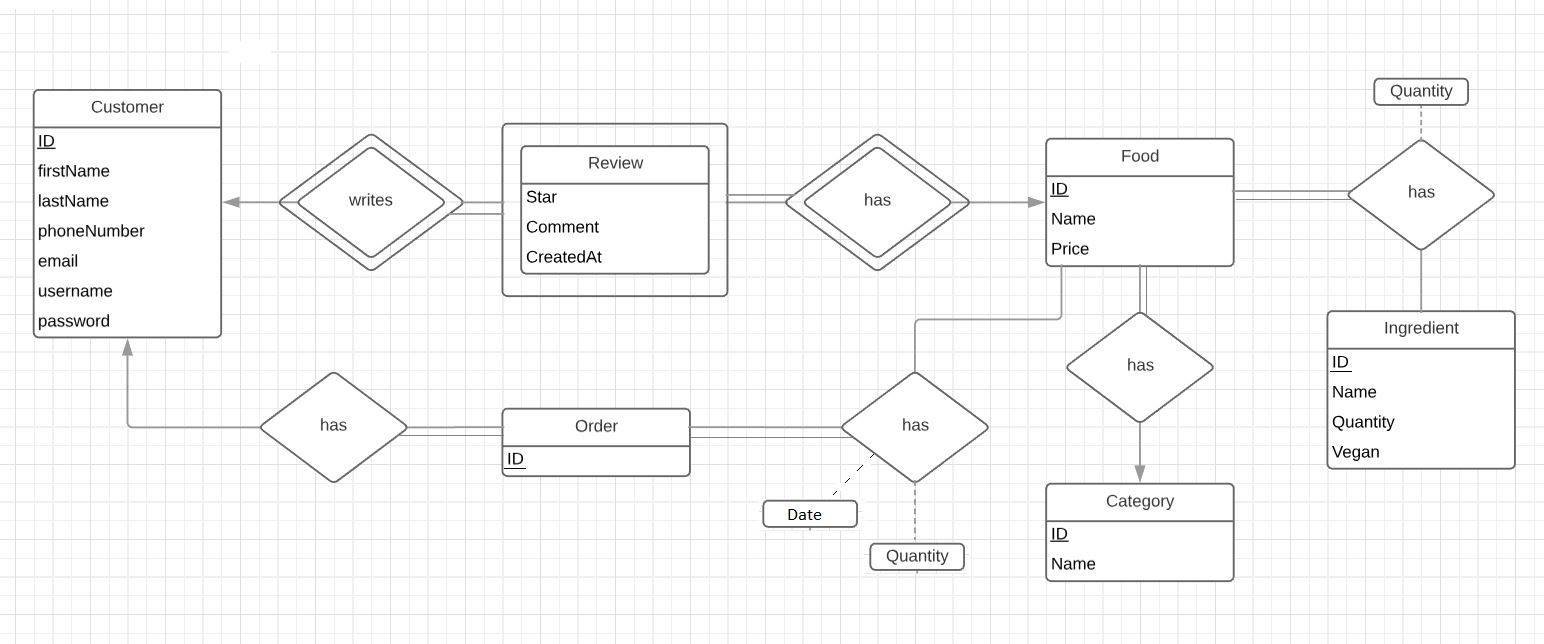 Customer
ID
firstName
lastName
phoneNumber
email
username
password
writes
Review
Star
Comment
CreatedAt
has
Food
ID
Name
Price
has
Quantity
Ingredient
ID
Name
Quantity
Vegan
has
Order
ID
has
Date
Quantity
has
Category
ID
Name